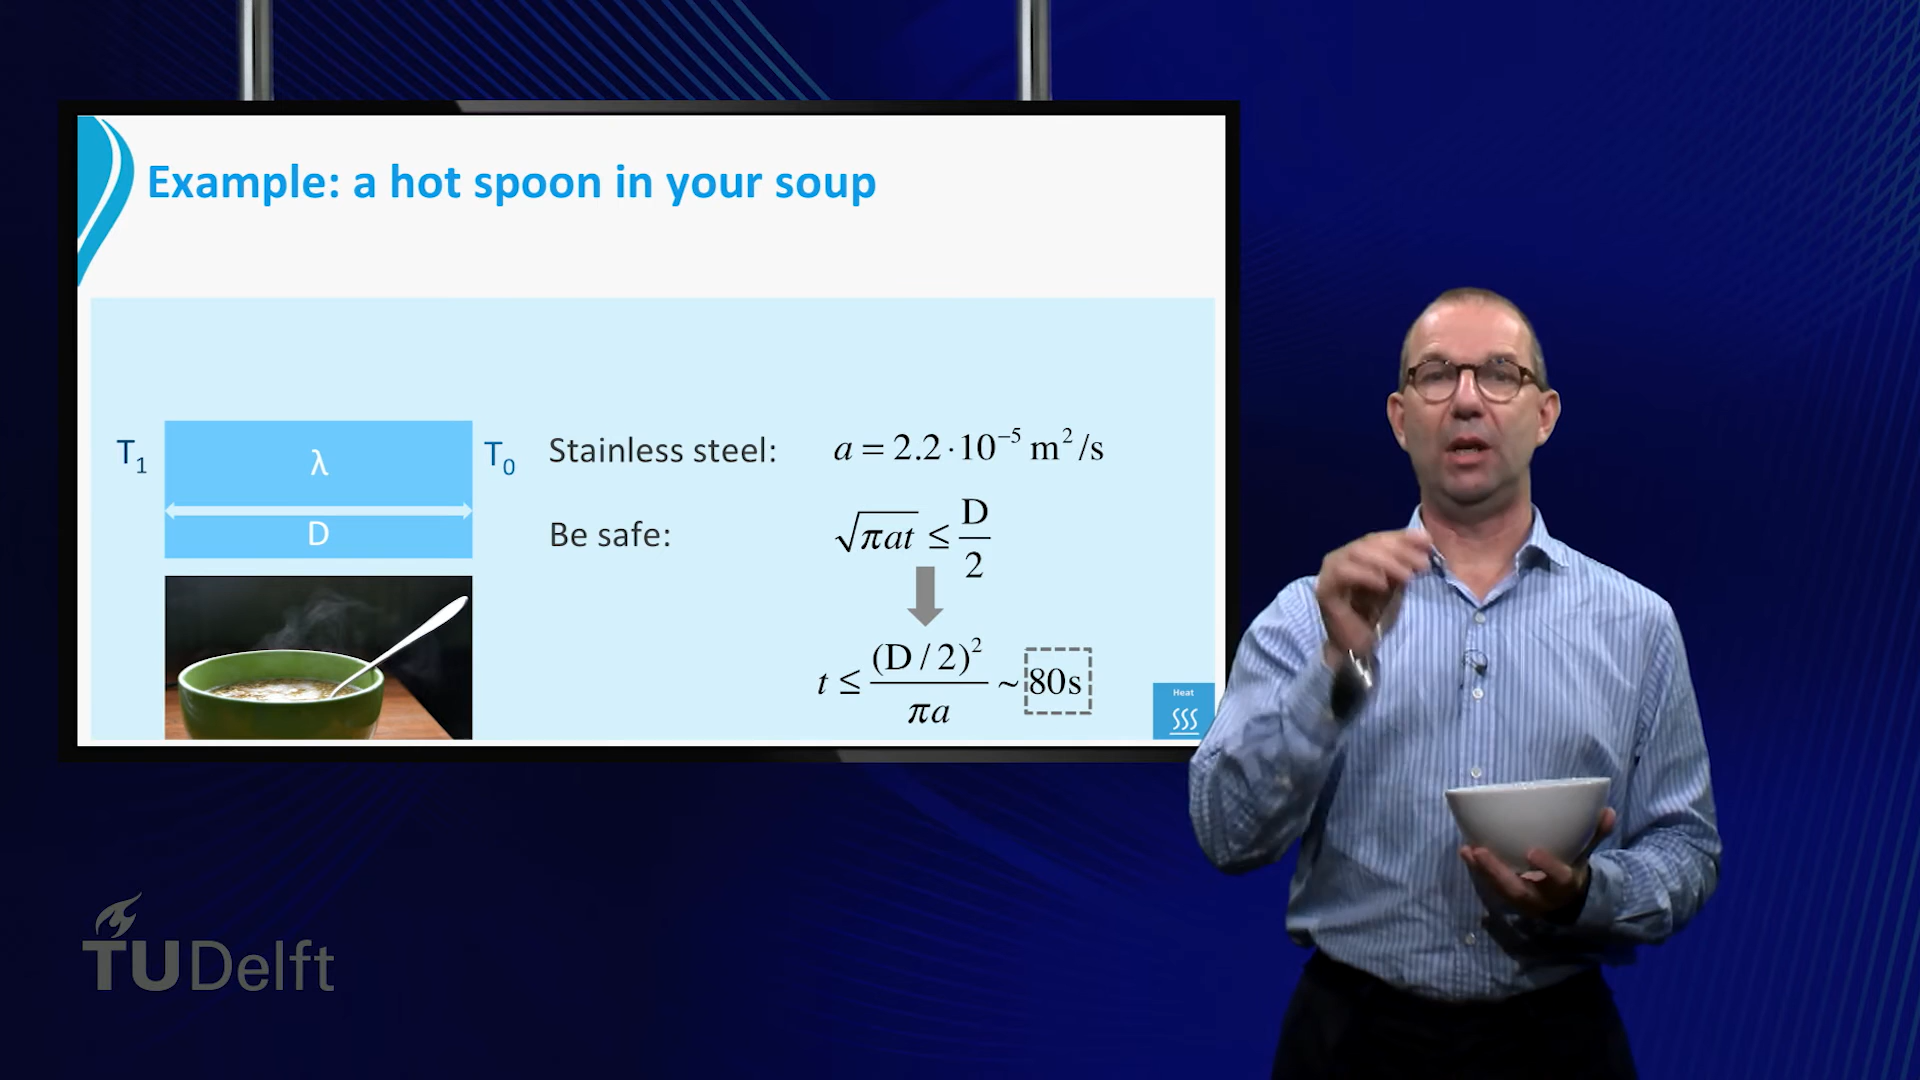 Example: a hot spoon in your soup
T₁
λ
T₀
D
Stainless steel: a = 2.2·10⁻⁵ m²/s
Be safe: √(πat) ≤ D/2
t ≤ (D/2)²/πa ~ 80s
Heat
TUDelft